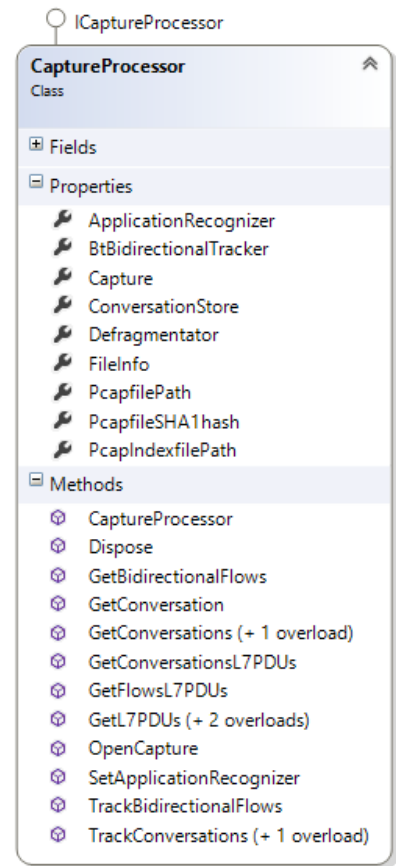 ICaptureProcessor
CaptureProcessor
Class
Fields
Properties
ApplicationRecognizer
BtBidirectionalTracker
Capture
ConversationStore
Defragmentator
FileInfo
PcapfilePath
PcapfileSHA1hash
PcapIndexfilePath
Methods
CaptureProcessor
Dispose
GetBidirectionalFlows
GetConversation
GetConversations (+ 1 overload)
GetConversationsL7PDUs
GetFlowsL7PDUs
GetL7PDUs (+ 2 overloads)
OpenCapture
SetApplicationRecognizer
TrackBidirectionalFlows
TrackConversations (+ 1 overload)